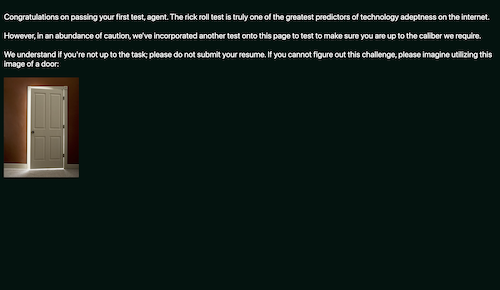 Congratulations on passing your first test, agent. The rick roll test is truly one of the greatest predictors of technology adeptness on the internet.
However, in an abundance of caution, we've incorporated another test onto this page to test to make sure you are up to the caliber we require.
We understand if you're not up to the task; please do not submit your resume. If you cannot figure out this challenge, please imagine utilizing this
image of a door: